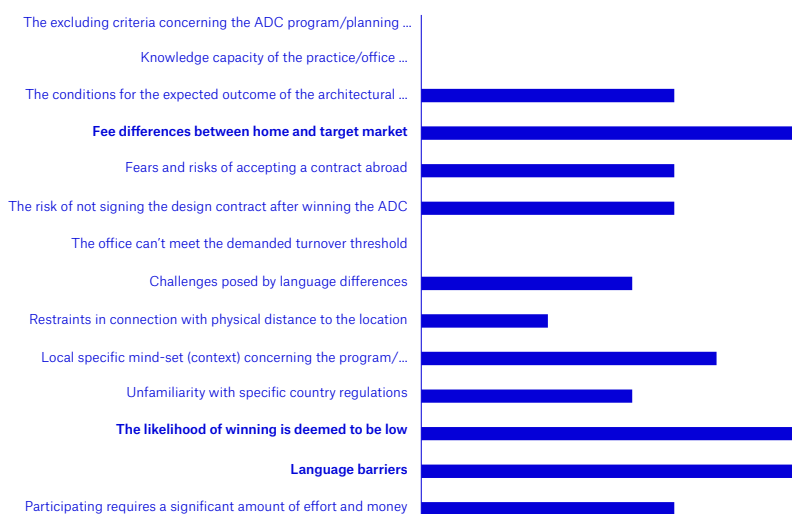 The excluding criteria concerning the ADC program/planning ...
Knowledge capacity of the practice/office ...
The conditions for the expected outcome of the architectural ...
Fee differences between home and target market
Fears and risks of accepting a contract abroad
The risk of not signing the design contract after winning the ADC
The office can't meet the demanded turnover threshold
Challenges posed by language differences
Restraints in connection with physical distance to the location
Local specific mind-set (context) concerning the program/...
Unfamiliarity with specific country regulations
The likelihood of winning is deemed to be low
Language barriers
Participating requires a significant amount of effort and money